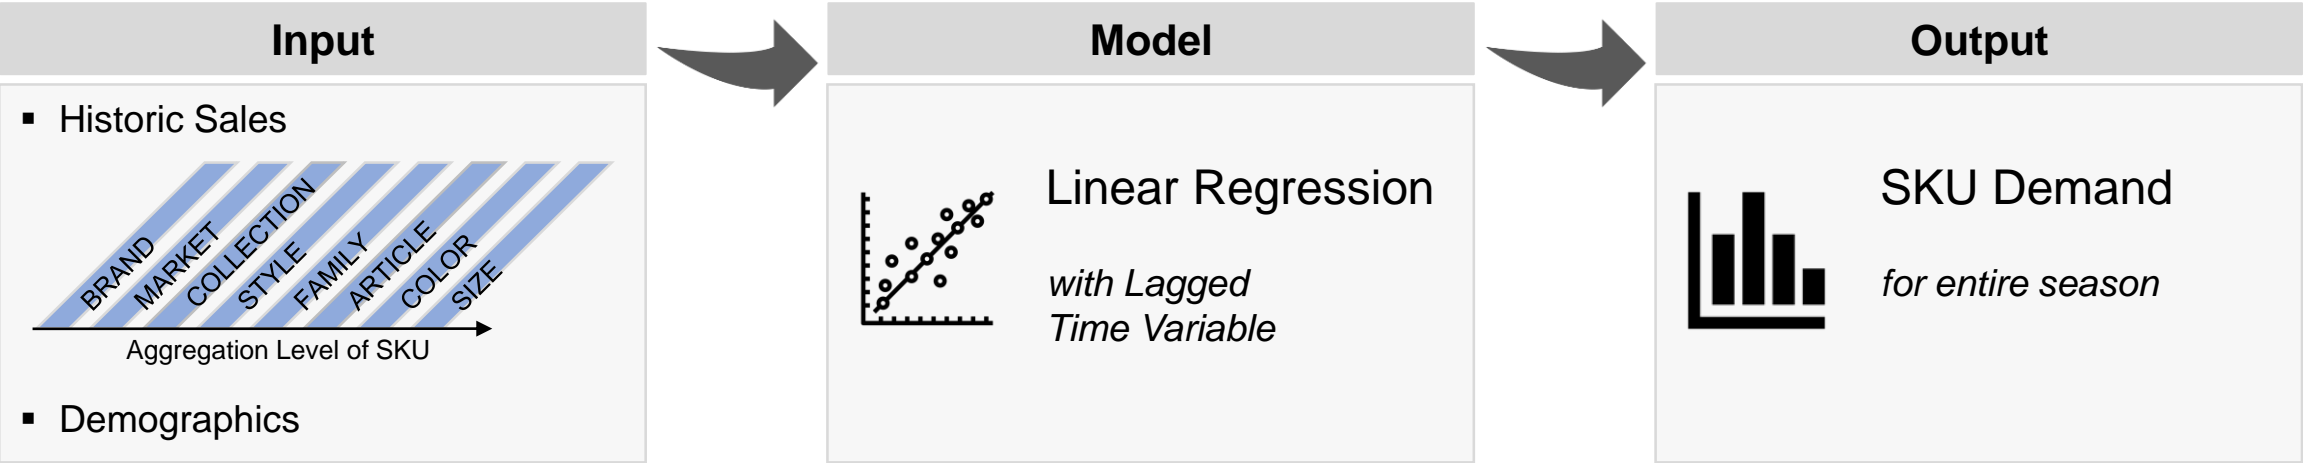 Input
▪ Historic Sales
BRAND
MARKET
COLLECTION
STYLE
FAMILY
ARTICLE
COLOR
SIZE
Aggregation Level of SKU
▪ Demographics
Model
Linear Regression
with Lagged
Time Variable
Output
SKU Demand
for entire season